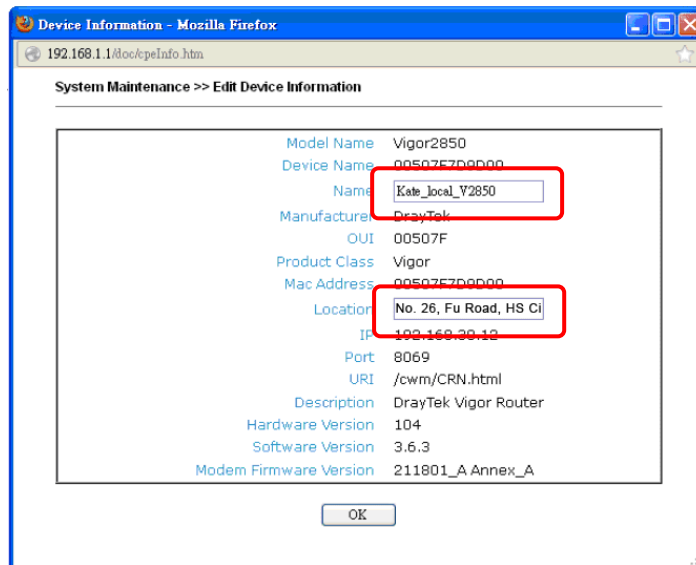 Device Information - Mozilla Firefox
192.168.1.1/doc/cpeInfo.htm
System Maintenance >> Edit Device Information
Model Name Vigor2850
Device Name 00507F7D9D00
Name Kate_local_V2850
Manufacturer DrayTek
OUI 00507F
Product Class Vigor
Mac Address 00507F7D9D00
Location No. 26, Fu Road, HS Ci
IP 192.168.30.12
Port 8069
URI /cwm/CRN.html
Description DrayTek Vigor Router
Hardware Version 104
Software Version 3.6.3
Modem Firmware Version 211801_A Annex_A
OK